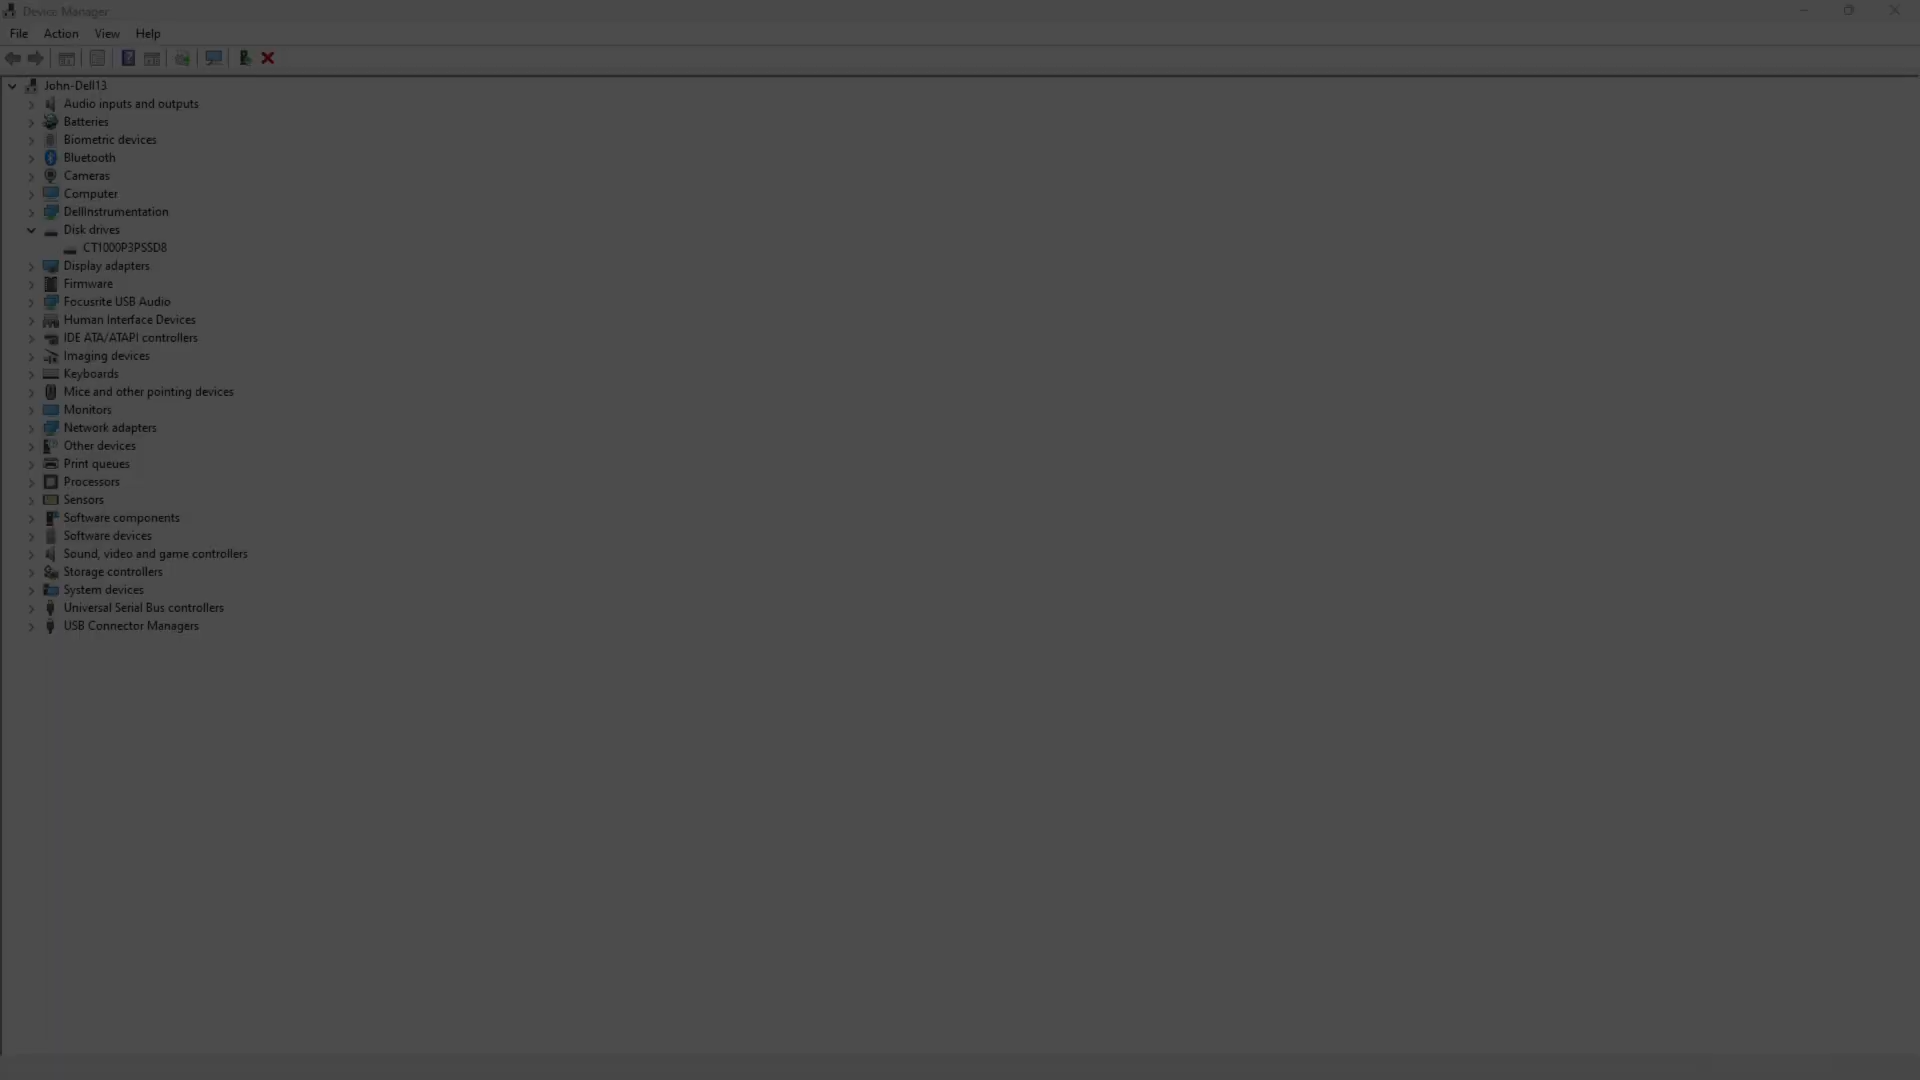 Device Manager
File Action View Help
John-Dell13
Audio inputs and outputs
Batteries
Biometric devices
Bluetooth
Cameras
Computer
DellInstrumentation
Disk drives
CT1000P3PSSD8
Display adapters
Firmware
Focusrite USB Audio
Human Interface Devices
IDE ATA/ATAPI controllers
Imaging devices
Keyboards
Mice and other pointing devices
Monitors
Network adapters
Other devices
Print queues
Processors
Sensors
Software components
Software devices
Sound, video and game controllers
Storage controllers
System devices
Universal Serial Bus controllers
USB Connector Managers